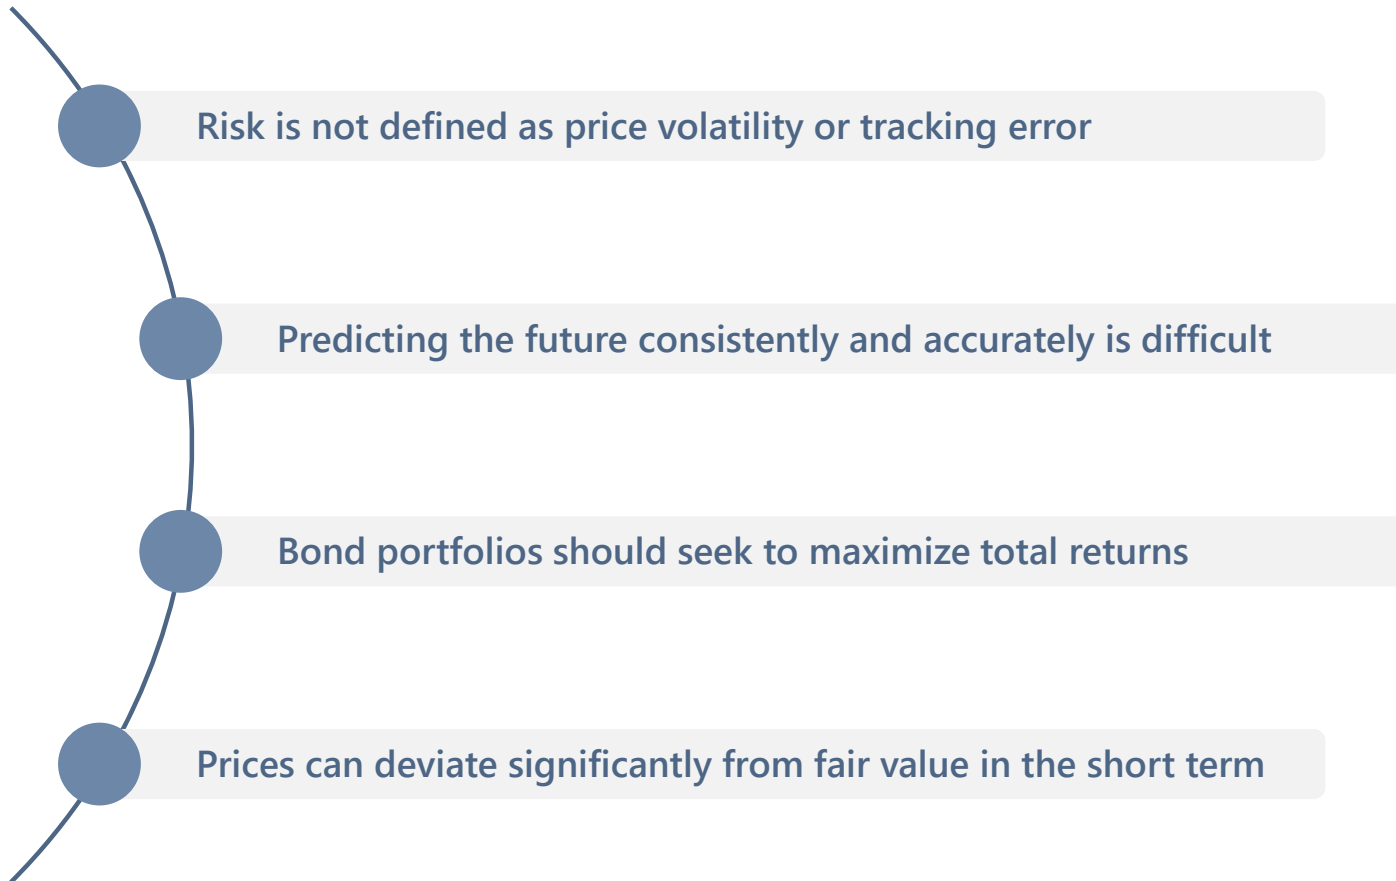 Risk is not defined as price volatility or tracking error
Predicting the future consistently and accurately is difficult
Bond portfolios should seek to maximize total returns
Prices can deviate significantly from fair value in the short term